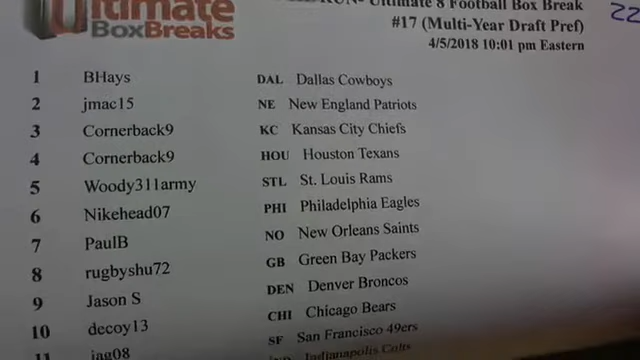 Ultimate
BoxBreaks
Ultimate 8 Football Box Break
#17 (Multi-Year Draft Pref)
4/5/2018 10:01 pm Eastern
22
1 BHays DAL Dallas Cowboys
2 jmac15 NE New England Patriots
3 Cornerback9 KC Kansas City Chiefs
4 Cornerback9 HOU Houston Texans
5 Woody311army STL St. Louis Rams
6 Nikehead07 PHI Philadelphia Eagles
7 PaulB NO New Orleans Saints
8 rugbyshu72 GB Green Bay Packers
9 Jason S DEN Denver Broncos
10 decoy13 CHI Chicago Bears
11 jag08 SF San Francisco 49ers
Indianapolis Colts